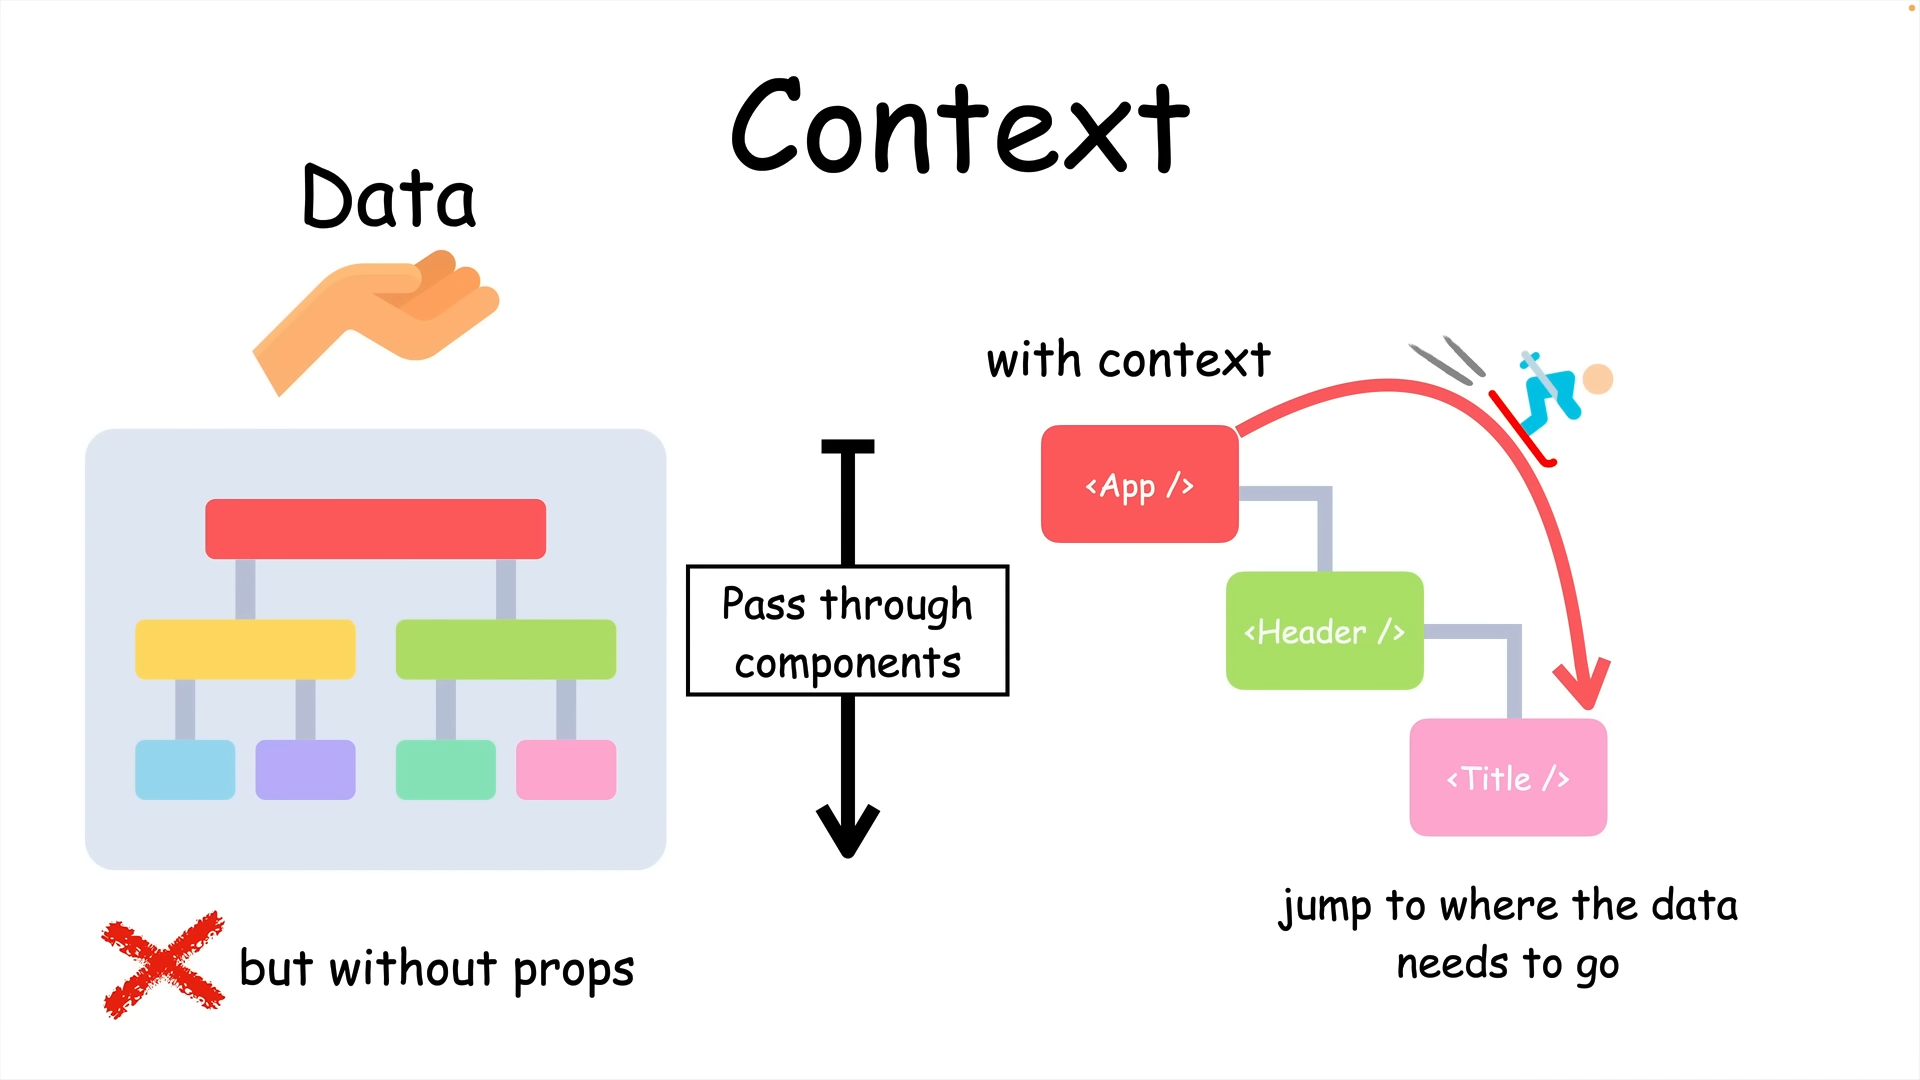 Context
Data
Pass through
components
but without props
with context
<App />
<Header />
<Title />
jump to where the data
needs to go